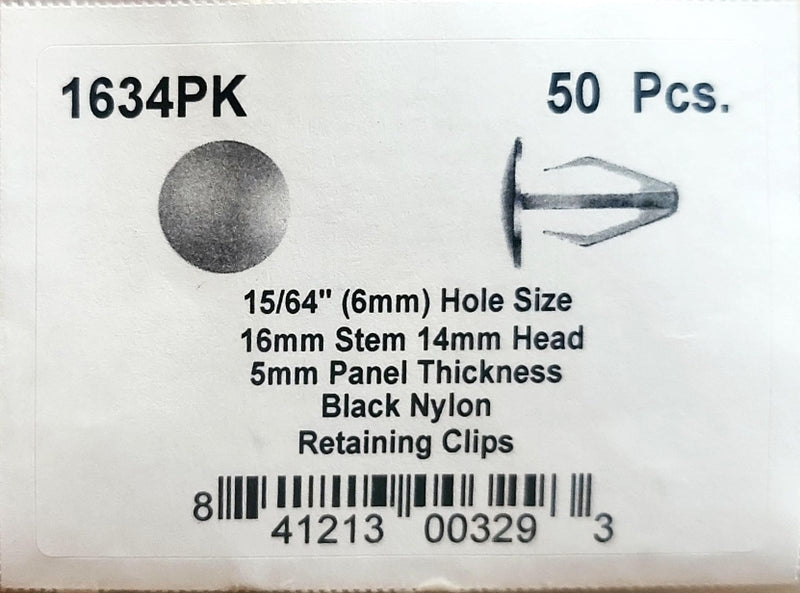 1634PK 50 Pcs.
15/64" (6mm) Hole Size
16mm Stem 14mm Head
5mm Panel Thickness
Black Nylon
Retaining Clips
8 41213 00329 3